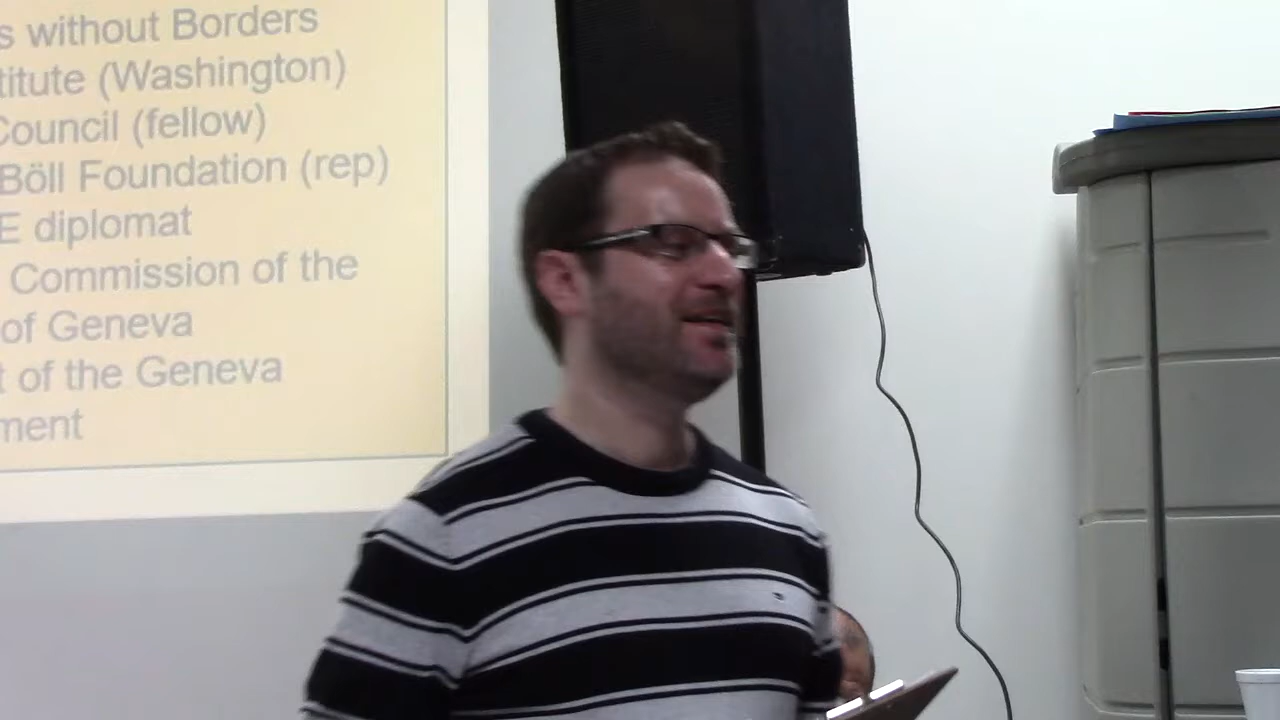 s without Borders
titute (Washington)
Council (fellow)
Böll Foundation (rep)
E diplomat
Commission of the
of Geneva
t of the Geneva
ment